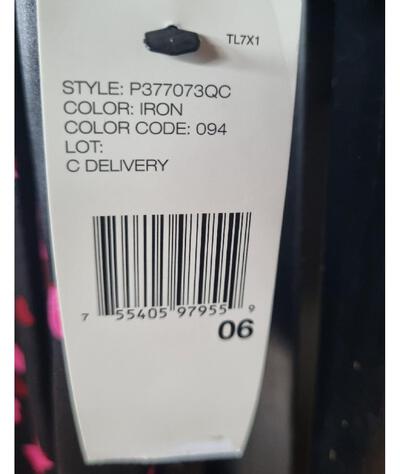 TL7X1
STYLE: P377073QC
COLOR: IRON
COLOR CODE: 094
LOT:
C DELIVERY
7 55405 97955 9
06